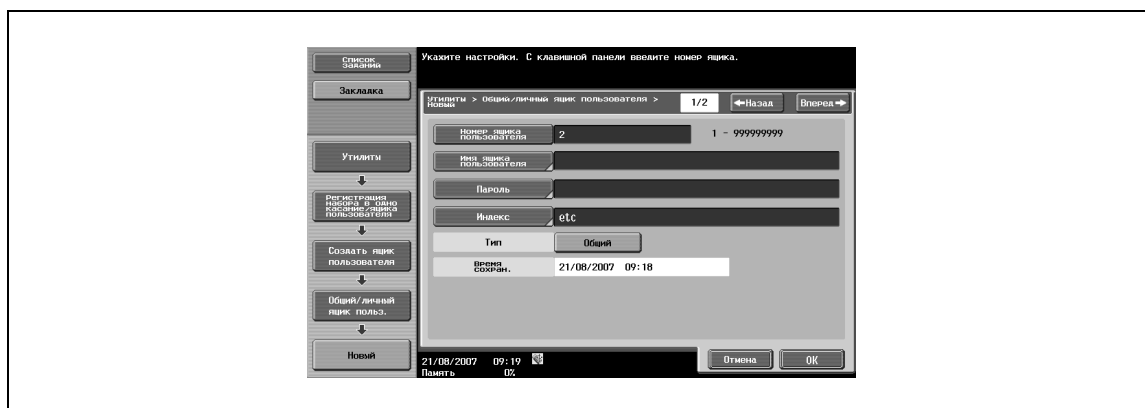 Список
заданий
Закладка
Утилиты
Регистрация
набора в одно
касание/ящика
пользователя
Создать ящик
пользователя
Общий/личный
ящик польз.
Новый
Укажите настройки. С клавишной панели введите номер ящика.
Утилиты > Общий/личный ящик пользователя >
Новый
1/2
Назад
Вперед
Номер ящика
пользователя
2
1 - 999999999
Имя ящика
пользователя
Пароль
Индекс
etc
Тип
Общий
Время
сохран.
21/08/2007 09:18
21/08/2007 09:19
Память 0%
Отмена
OK